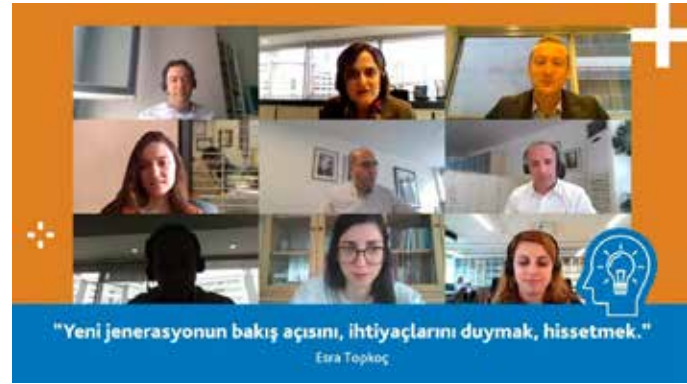 "Yeni jenerasyonun bakış açısını, ihtiyaçlarını duymak, hissetmek."
Esra Topkoç